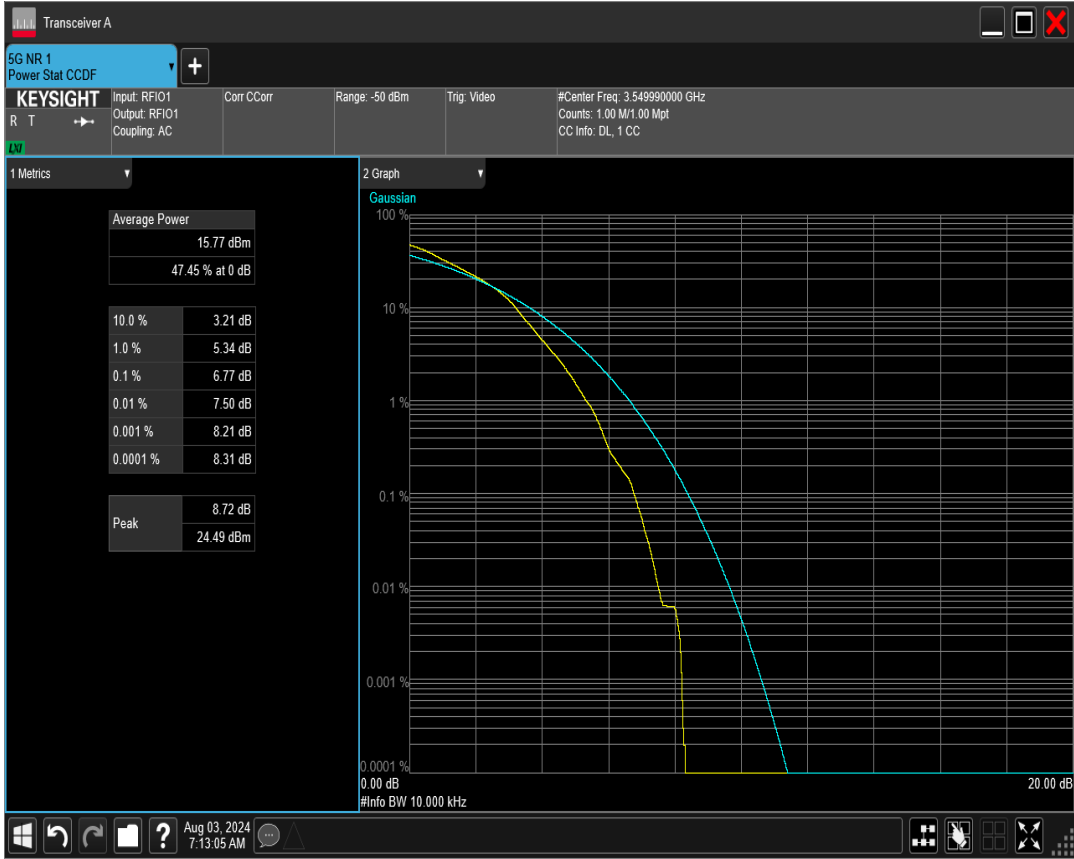 Transceiver A
5G NR 1
Power Stat CCDF
+
KEYSIGHT
R T
LXI
Input: RFIO1
Output: RFIO1
Coupling: AC
Corr CCorr
Range: -50 dBm
Trig: Video
#Center Freq: 3.549990000 GHz
Counts: 1.00 M/1.00 Mpt
CC Info: DL, 1 CC
1 Metrics
Average Power
15.77 dBm
47.45 % at 0 dB
10.0 % 3.21 dB
1.0 % 5.34 dB
0.1 % 6.77 dB
0.01 % 7.50 dB
0.001 % 8.21 dB
0.0001 % 8.31 dB
Peak
8.72 dB
24.49 dBm
2 Graph
Gaussian
100 %
10 %
1 %
0.1 %
0.01 %
0.001 %
0.0001 %
0.00 dB
20.00 dB
#Info BW 10.000 kHz
?
Aug 03, 2024
7:13:05 AM